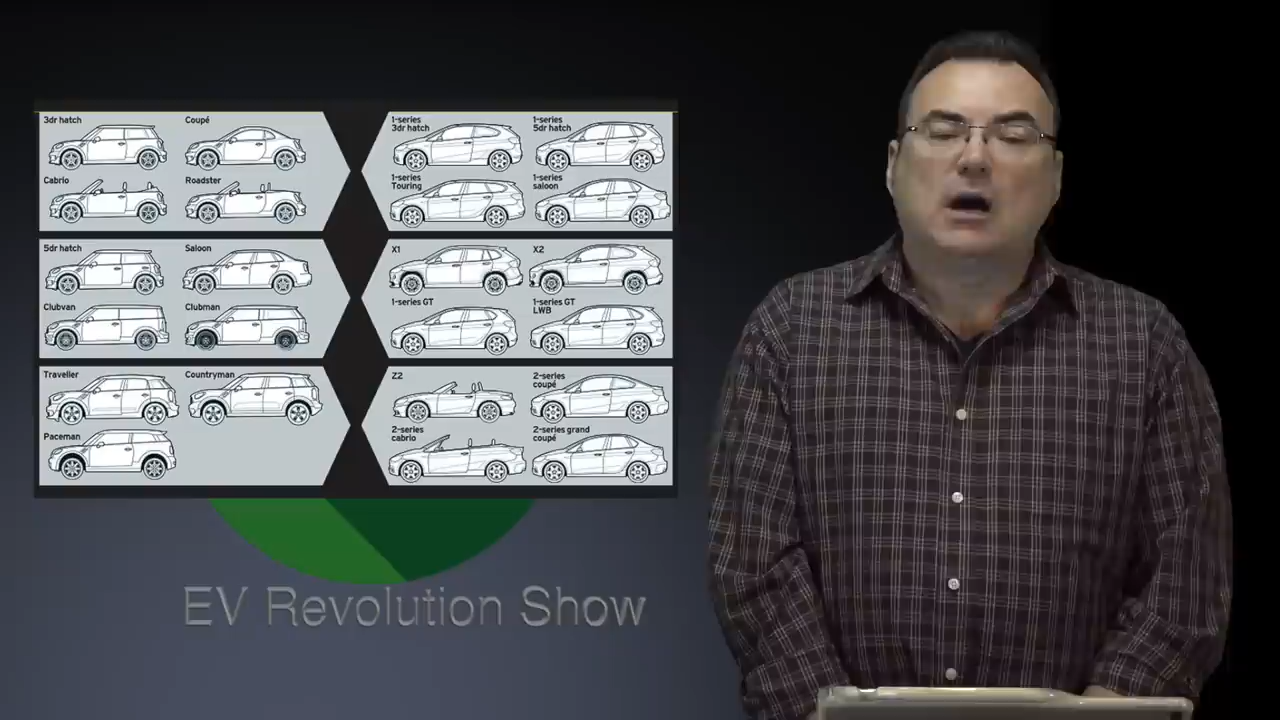 3dr hatch
Coupé
Cabrio
Roadster
5dr hatch
Saloon
Clubvan
Clubman
Traveller
Countryman
Paceman
1-series
3dr hatch
1-series
5dr hatch
1-series
Touring
1-series
saloon
X1
X2
1-series GT
1-series GT
LWB
Z2
2-series
coupé
2-series
cabrio
2-series grand
coupé
EV Revolution Show